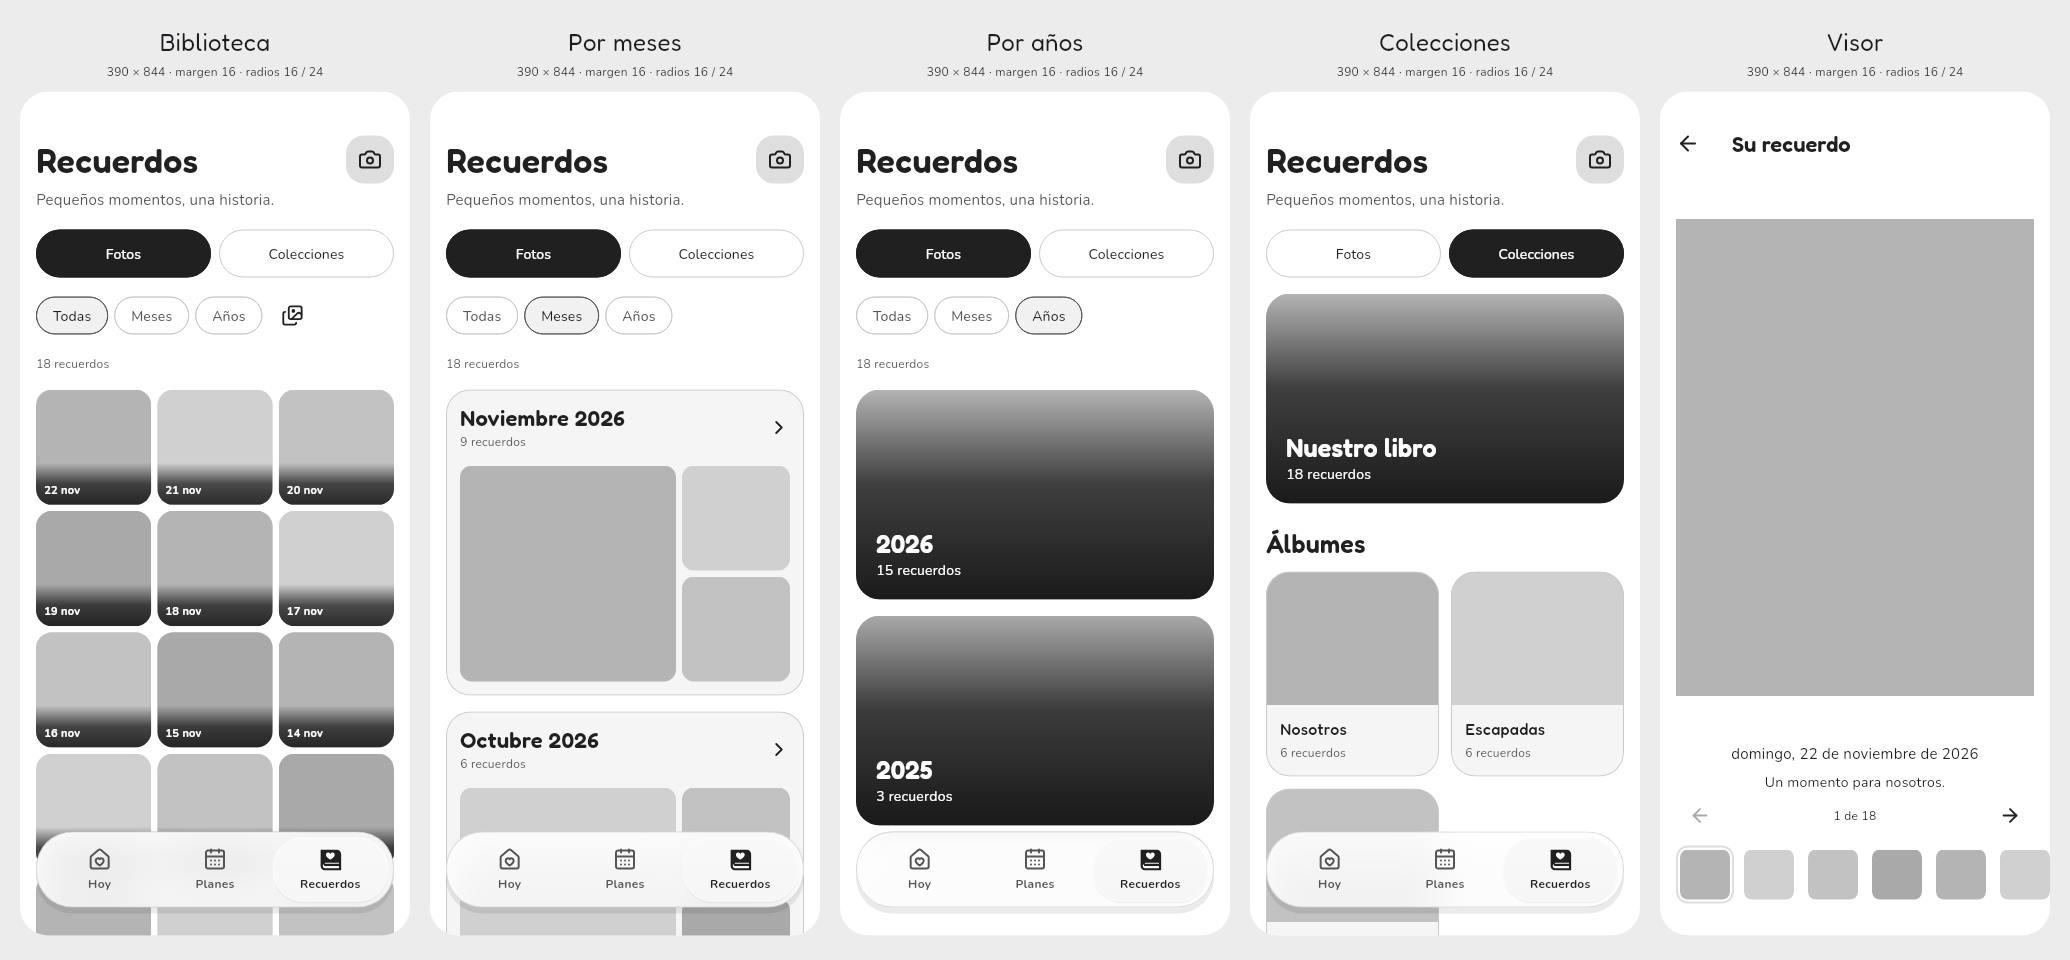 Biblioteca
390 × 844 · margen 16 · radios 16 / 24
Recuerdos
Pequeños momentos, una historia.
Fotos
Colecciones
Todas
Meses
Años
18 recuerdos
22 nov
21 nov
20 nov
19 nov
18 nov
17 nov
16 nov
15 nov
14 nov
Hoy
Planes
Recuerdos
Por meses
390 × 844 · margen 16 · radios 16 / 24
Recuerdos
Pequeños momentos, una historia.
Fotos
Colecciones
Todas
Meses
Años
18 recuerdos
Noviembre 2026
9 recuerdos
Octubre 2026
6 recuerdos
Hoy
Planes
Recuerdos
Por años
390 × 844 · margen 16 · radios 16 / 24
Recuerdos
Pequeños momentos, una historia.
Fotos
Colecciones
Todas
Meses
Años
18 recuerdos
2026
15 recuerdos
2025
3 recuerdos
Hoy
Planes
Recuerdos
Colecciones
390 × 844 · margen 16 · radios 16 / 24
Recuerdos
Pequeños momentos, una historia.
Fotos
Colecciones
Nuestro libro
18 recuerdos
Álbumes
Nosotros
6 recuerdos
Escapadas
6 recuerdos
Hoy
Planes
Recuerdos
Visor
390 × 844 · margen 16 · radios 16 / 24
Su recuerdo
domingo, 22 de noviembre de 2026
Un momento para nosotros.
1 de 18